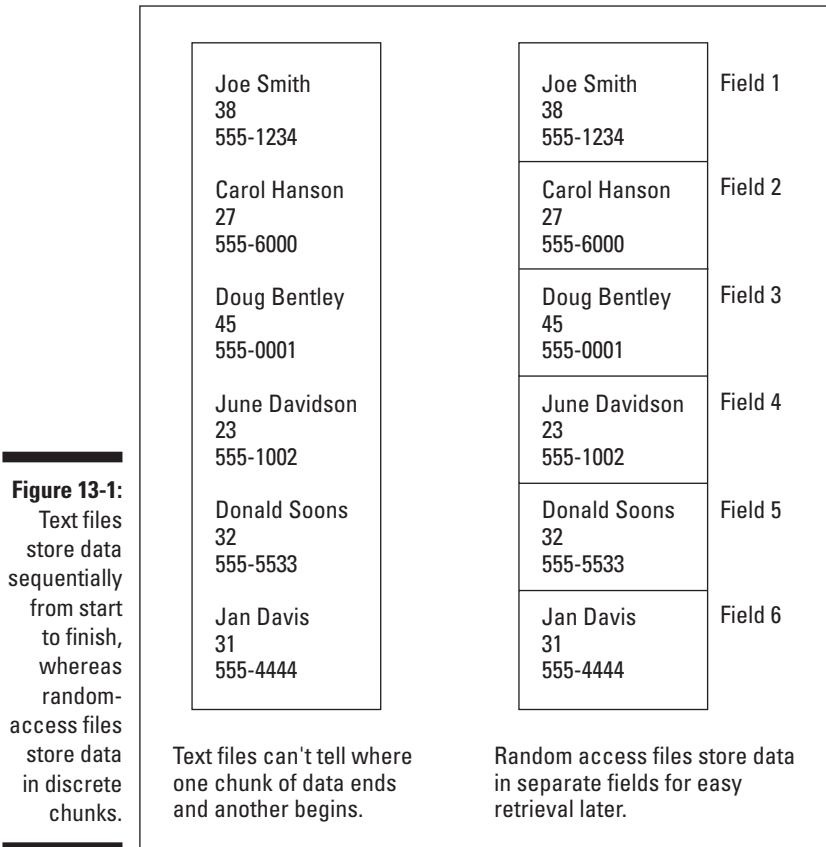 Joe Smith
38
555-1234
Carol Hanson
27
555-6000
Doug Bentley
45
555-0001
June Davidson
23
555-1002
Donald Soons
32
555-5533
Jan Davis
31
555-4444
Text files can't tell where
one chunk of data ends
and another begins.
Joe Smith
38
555-1234
Field 1
Carol Hanson
27
555-6000
Field 2
Doug Bentley
45
555-0001
Field 3
June Davidson
23
555-1002
Field 4
Donald Soons
32
555-5533
Field 5
Jan Davis
31
555-4444
Field 6
Random access files store data
in separate fields for easy
retrieval later.
Figure 13-1:
Text files
store data
sequentially
from start
to finish,
whereas
random-
access files
store data
in discrete
chunks.